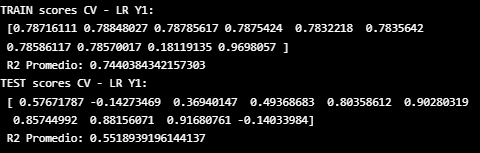 TRAIN scores CV - LR Y1:
[0.78716111 0.78848027 0.78785617 0.7875424  0.7832218  0.7835642
0.78586117 0.78570017 0.18119135 0.9698057 ]
R2 Promedio: 0.7440384342157303
TEST scores CV - LR Y1:
[ 0.57671787 -0.14273469  0.36940147  0.49368683  0.80358612  0.90280319
0.85744992  0.88156071  0.91680761 -0.14033984]
R2 Promedio: 0.5518939196144137